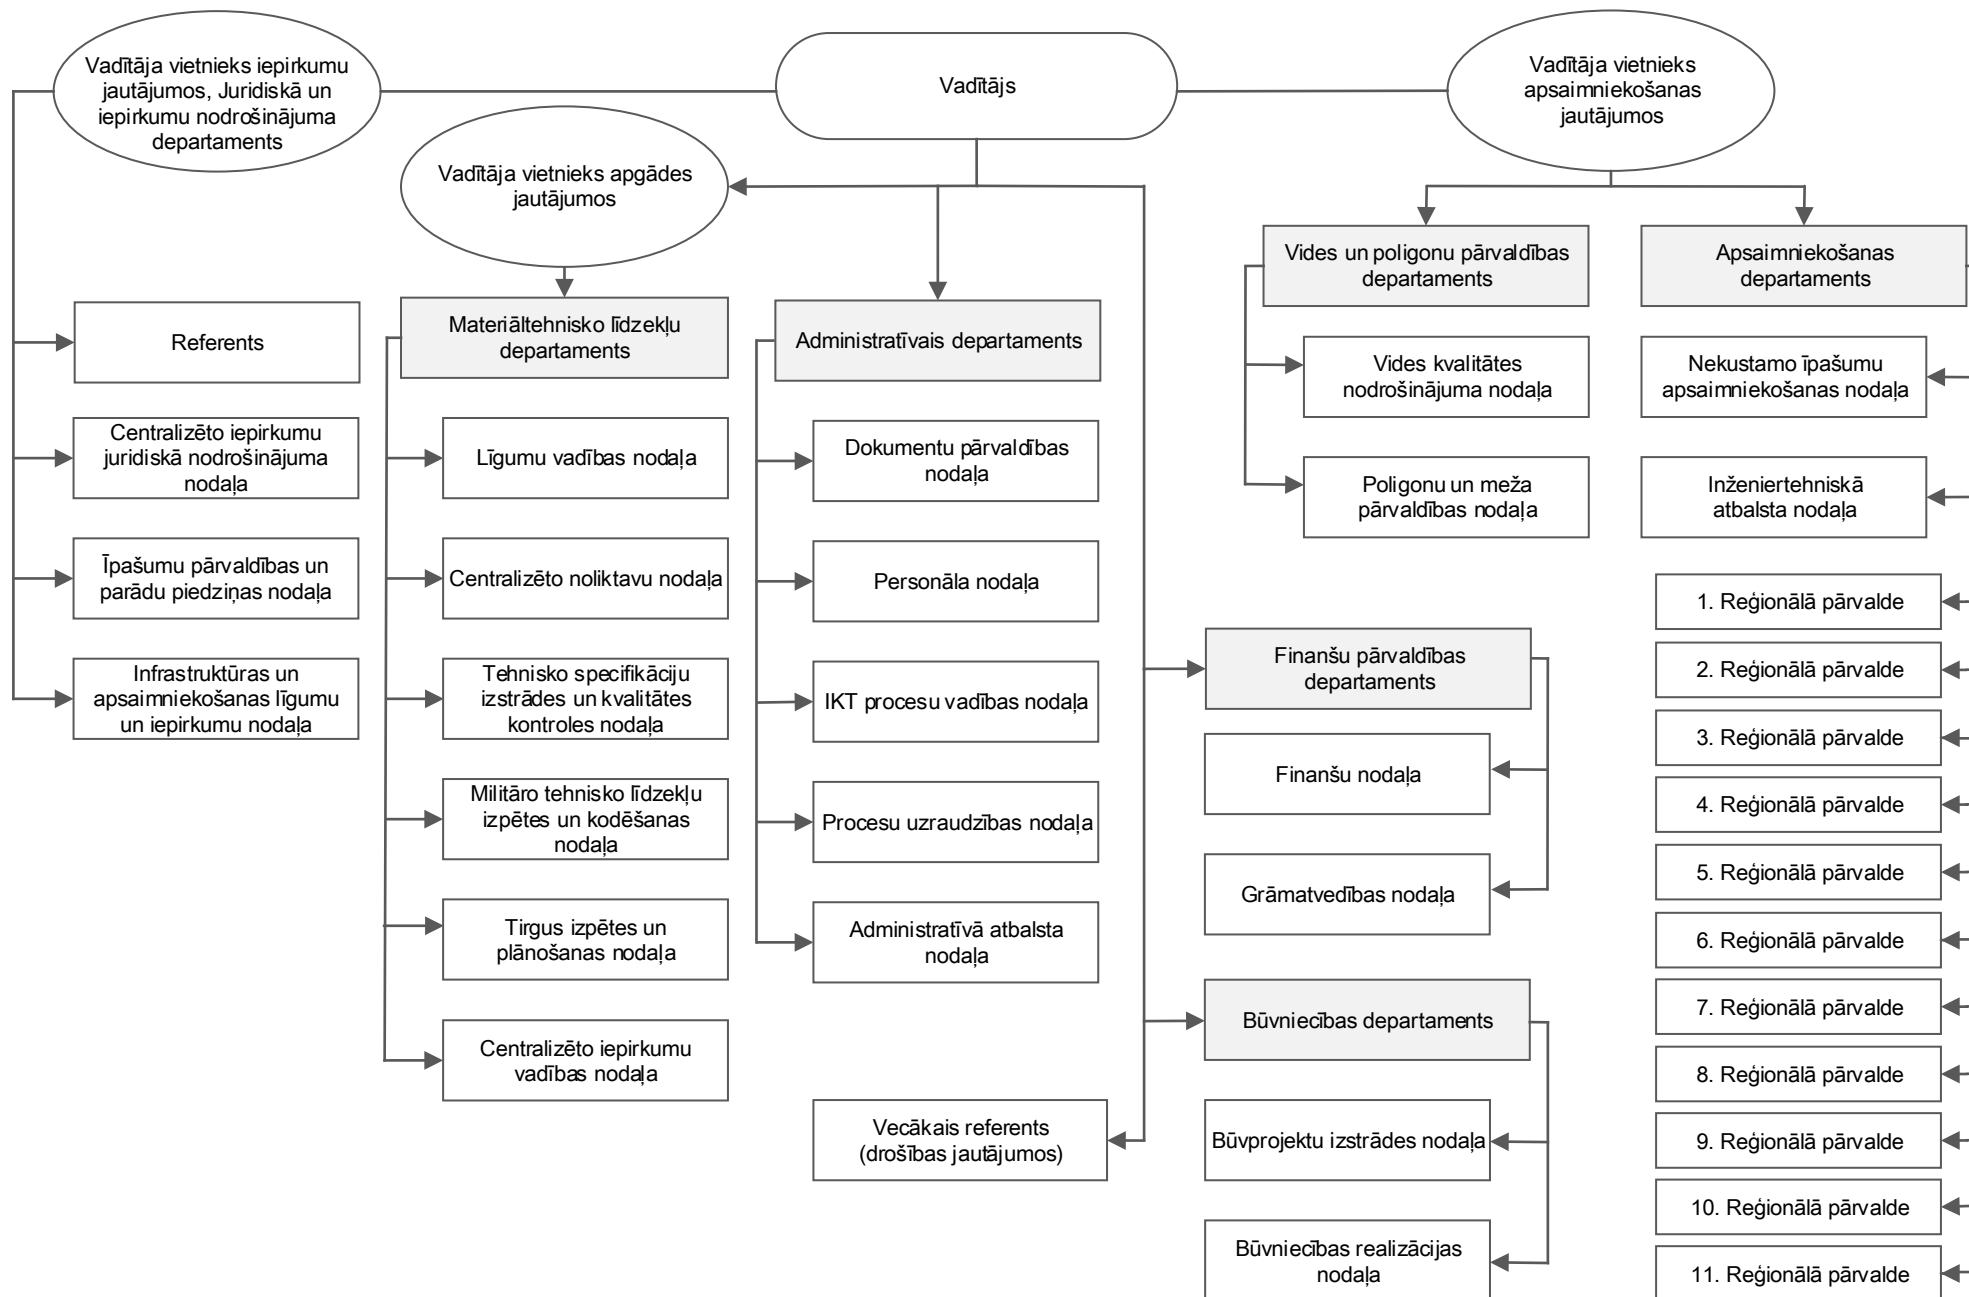 Vadītāja vietnieks iepirkumu
jautājumos, Juridiskā un
iepirkumu nodrošinājuma
departaments
Vadītājs
Vadītāja vietnieks
apsaimniekošanas
jautājumos
Vadītāja vietnieks apgādes
jautājumos
Referents
Centralizēto iepirkumu
juridiskā nodrošinājuma
nodaļa
Īpašumu pārvaldības un
parādu piedziņas nodaļa
Infrastruktūras un
apsaimniekošanas līgumu
un iepirkumu nodaļa
Materiāltehnisko līdzekļu
departaments
Līgumu vadības nodaļa
Centralizēto noliktavu nodaļa
Tehnisko specifikāciju
izstrādes un kvalitātes
kontroles nodaļa
Militāro tehnisko līdzekļu
izpētes un kodēšanas
nodaļa
Tirgus izpētes un
plānošanas nodaļa
Centralizēto iepirkumu
vadības nodaļa
Administratīvais departaments
Dokumentu pārvaldības
nodaļa
Personāla nodaļa
IKT procesu vadības nodaļa
Procesu uzraudzības nodaļa
Administratīvā atbalsta
nodaļa
Vecākais referents
(drošības jautājumos)
Vides un poligonu pārvaldības
departaments
Vides kvalitātes
nodrošinājuma nodaļa
Poligonu un meža
pārvaldības nodaļa
Finanšu pārvaldības
departaments
Finanšu nodaļa
Grāmatvedības nodaļa
Būvniecības departaments
Būvprojektu izstrādes nodaļa
Būvniecības realizācijas
nodaļa
Apsaimniekošanas
departaments
Nekustamo īpašumu
apsaimniekošanas nodaļa
Inženiertehniskā
atbalsta nodaļa
1. Reģionālā pārvalde
2. Reģionālā pārvalde
3. Reģionālā pārvalde
4. Reģionālā pārvalde
5. Reģionālā pārvalde
6. Reģionālā pārvalde
7. Reģionālā pārvalde
8. Reģionālā pārvalde
9. Reģionālā pārvalde
10. Reģionālā pārvalde
11. Reģionālā pārvalde